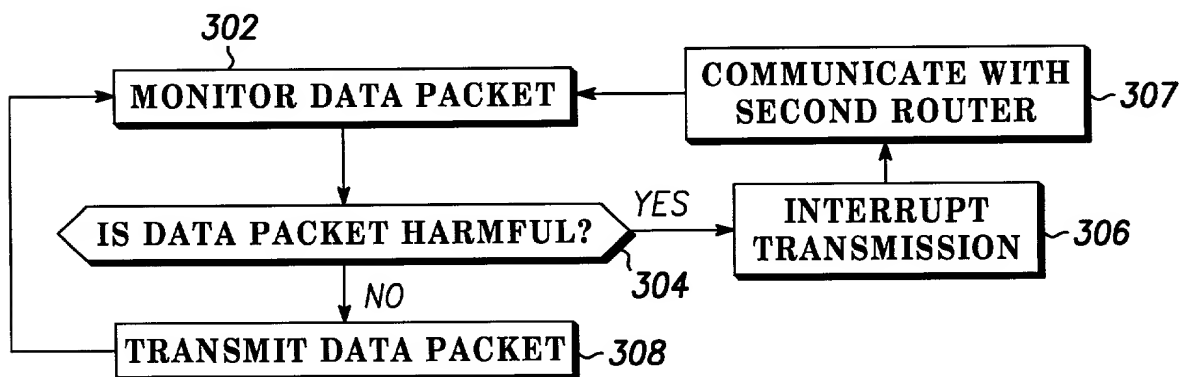 302
MONITOR DATA PACKET
COMMUNICATE WITH
SECOND ROUTER
307
IS DATA PACKET HARMFUL?
304
YES
INTERRUPT
TRANSMISSION
306
NO
TRANSMIT DATA PACKET
308